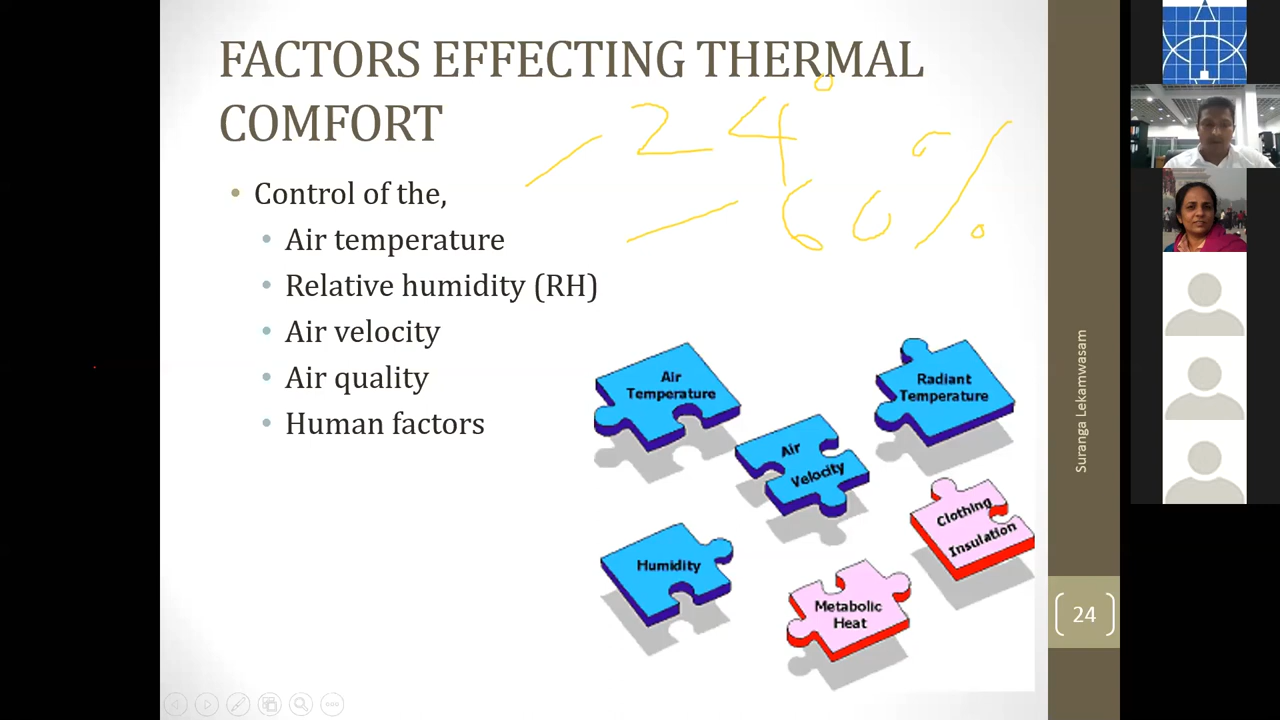 FACTORS EFFECTING THERMAL
COMFORT
24°
60%
Control of the,
Air temperature
Relative humidity (RH)
Air velocity
Air quality
Human factors
Air
Temperature
Radiant
Temperature
Air
Velocity
Clothing
Insulation
Humidity
Metabolic
Heat
Suranga Lekamwasam
24